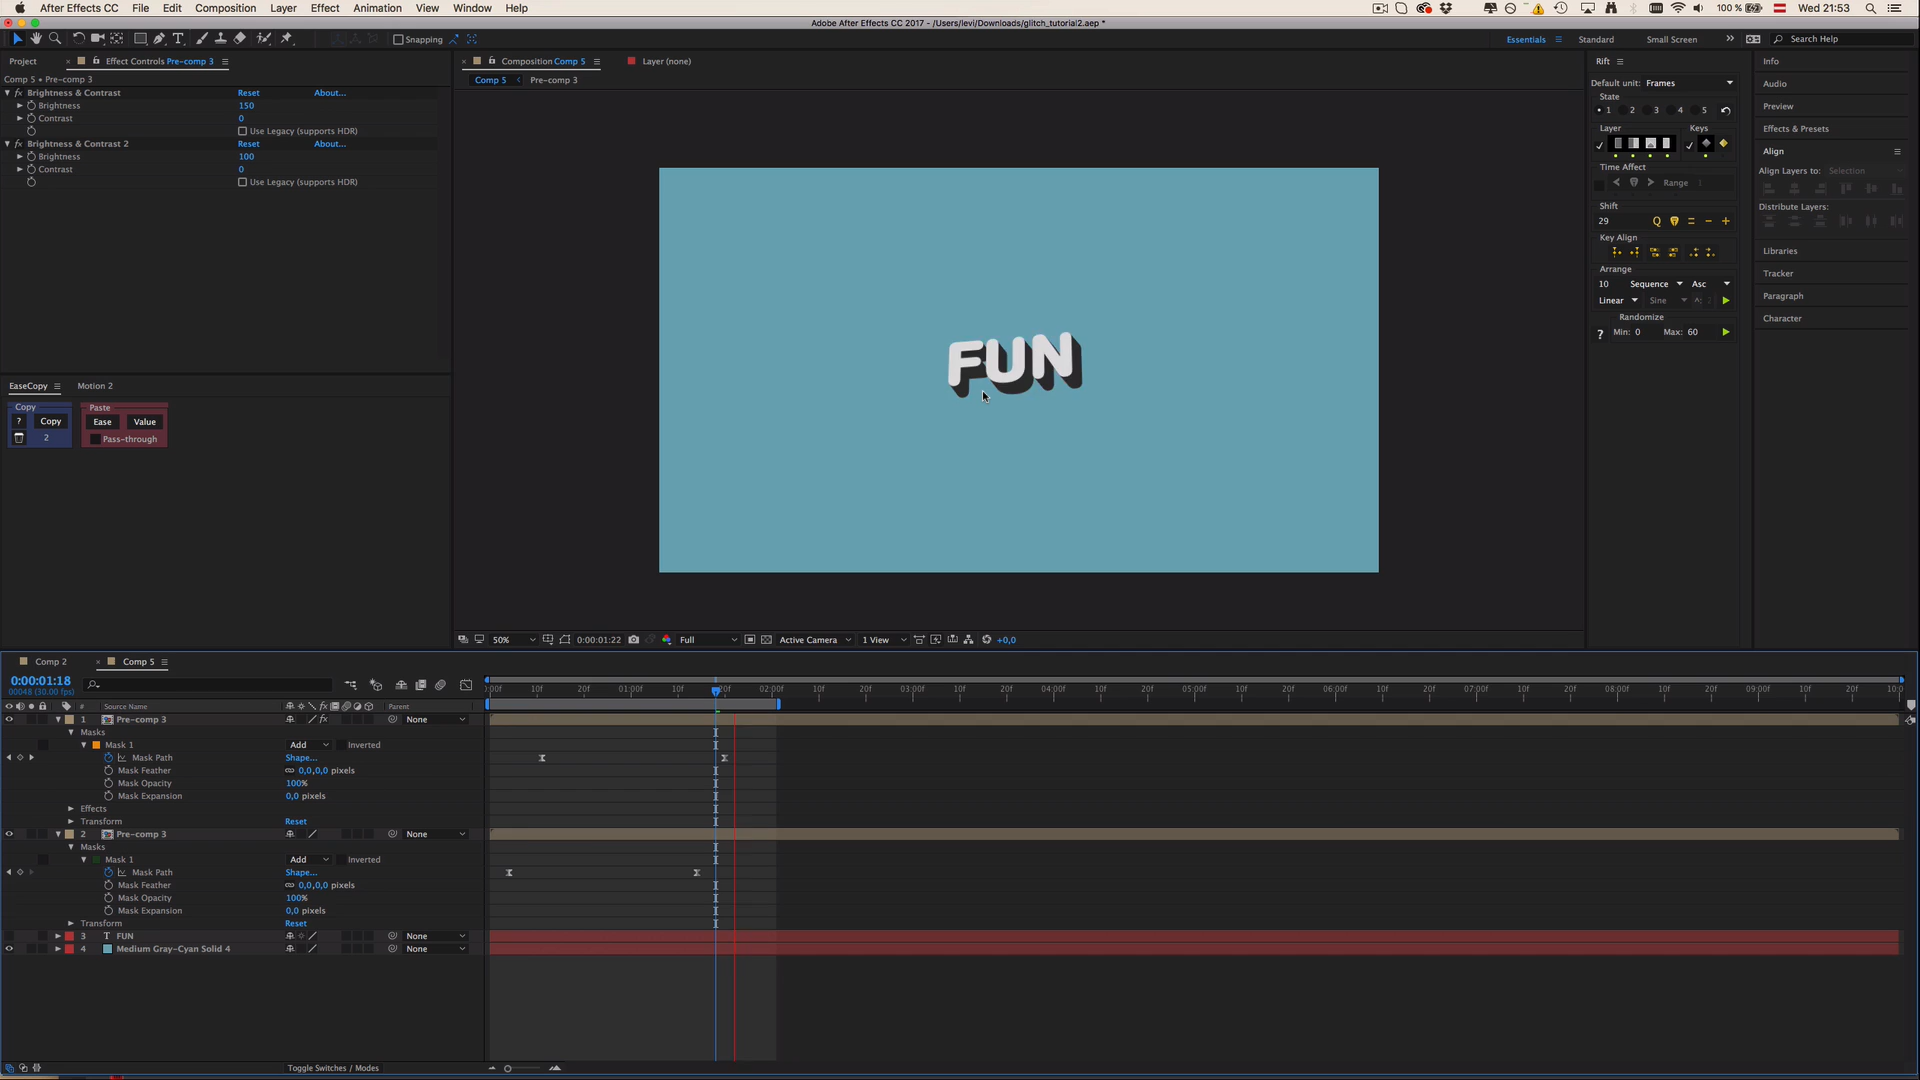 After Effects CC File Edit Composition Layer Effect Animation View Window Help 100 % Wed 21:53
Adobe After Effects CC 2017 - /Users/levi/Downloads/glitch_tutorial2.aep *
Snapping Essentials Standard Small Screen Search Help
Project Effect Controls Pre-comp 3
Comp 5 • Pre-comp 3
fx Brightness & Contrast Reset About...
Brightness 150
Contrast 0
Use Legacy (supports HDR)
fx Brightness & Contrast 2 Reset About...
Brightness 100
Contrast 0
Use Legacy (supports HDR)
EaseCopy Motion 2
Copy Paste
? Copy Ease Value
2 Pass-through
Composition Comp 5 Layer (none)
Comp 5 Pre-comp 3
FUN
50% 0:00:01:22 Full Active Camera 1 View +0,0
Rift
Default unit: Frames
State
1 2 3 4 5
Layer Keys
Time Affect
Range
Shift
29 Q
Key Align
Arrange
10 Sequence Asc
Linear Sine
Randomize
? Min: 0 Max: 60
Info
Audio
Preview
Effects & Presets
Align
Align Layers to: Selection
Distribute Layers:
Libraries
Tracker
Paragraph
Character
Comp 2 Comp 5
0:00:01:18
00048 (30.00 fps)
:00f 10f 20f 01:00f 10f 20f 02:00f 10f 20f 03:00f 10f 20f 04:00f 10f 20f 05:00f 10f 20f 06:00f 10f 20f 07:00f 10f 20f 08:00f 10f 20f 09:00f 10f 20f 10:0
# Source Name Parent
1 Pre-comp 3 None
Masks
Mask 1 Add Inverted
Mask Path Shape...
Mask Feather 0,0,0,0 pixels
Mask Opacity 100%
Mask Expansion 0,0 pixels
Effects
Transform Reset
2 Pre-comp 3 None
Masks
Mask 1 Add Inverted
Mask Path Shape...
Mask Feather 0,0,0,0 pixels
Mask Opacity 100%
Mask Expansion 0,0 pixels
Transform Reset
3 T FUN None
4 Medium Gray-Cyan Solid 4 None
Toggle Switches / Modes